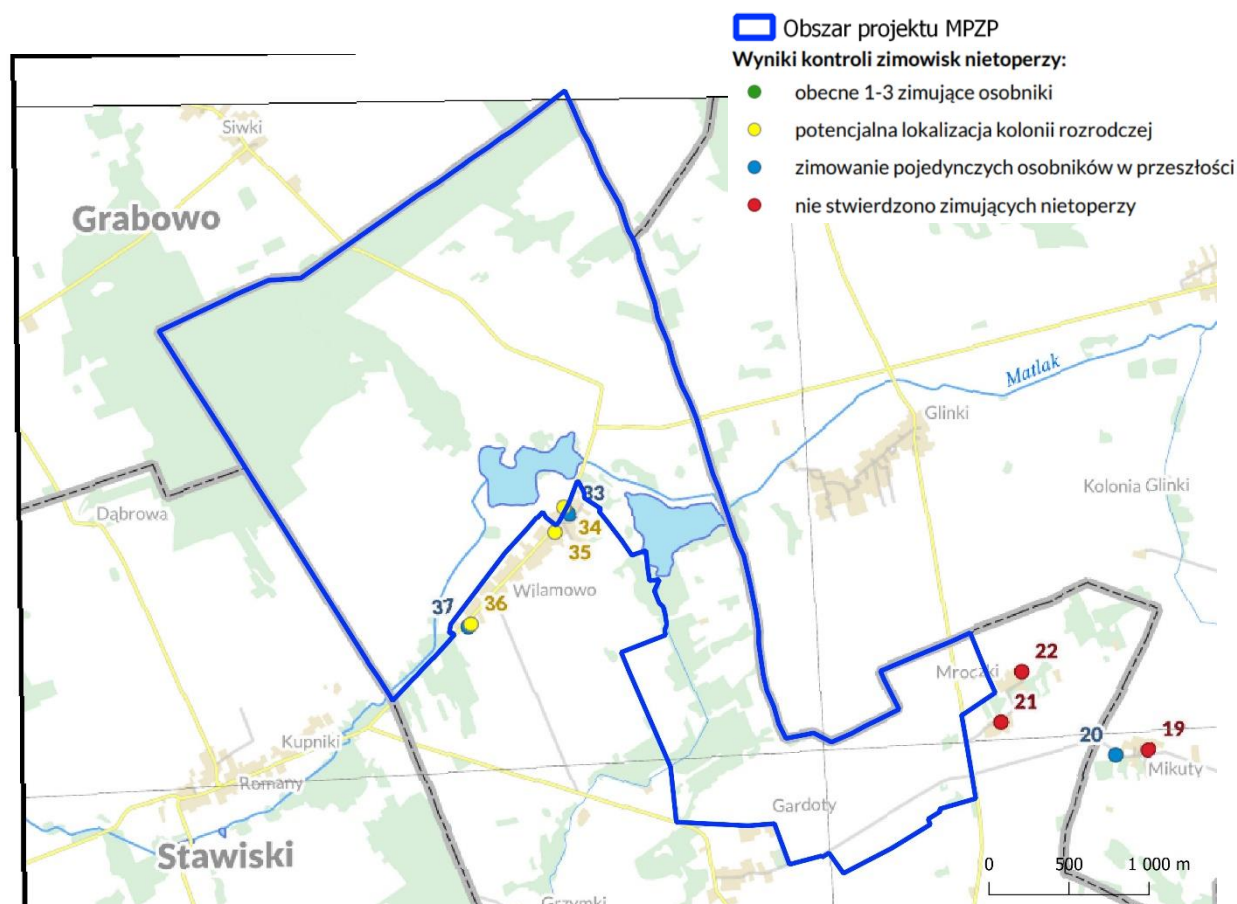 Obszar projektu MPZP
Wyniki kontroli zimowisk nietoperzy:
obecne 1-3 zimujące osobniki
potencjalna lokalizacja kolonii rozrodczej
zimowanie pojedynczych osobników w przeszłości
nie stwierdzono zimujących nietoperzy
Siwki
Grabowo
Matlak
Glinki
Kolonia Glinki
Dąbrowa
33
34
35
Wilamowo
37
36
22
Mroczki
21
20
19
Mikuty
Kupniki
Romany
Gardoty
Stawiski
0 500 1 000 m
Grzymki